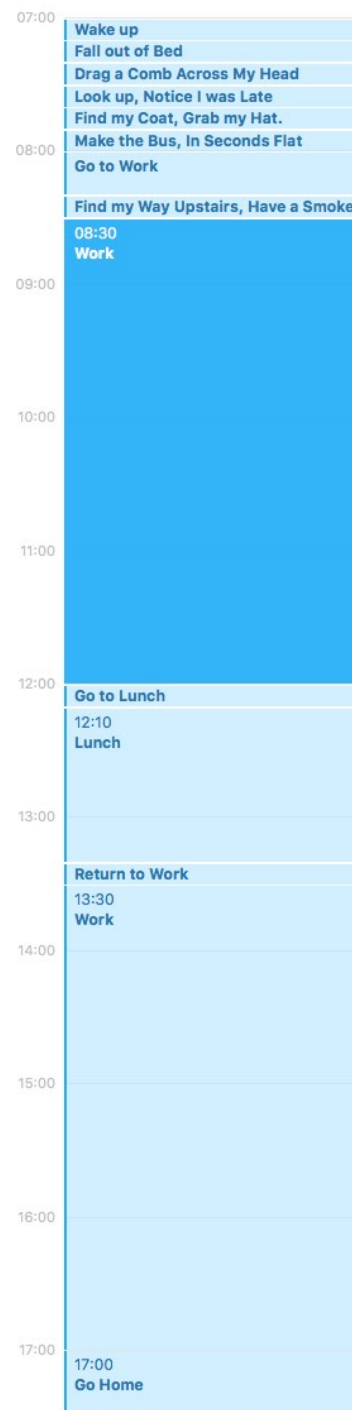 07:00
Wake up
Fall out of Bed
Drag a Comb Across My Head
Look up, Notice I was Late
Find my Coat, Grab my Hat.
Make the Bus, In Seconds Flat
08:00
Go to Work
Find my Way Upstairs, Have a Smoke
08:30
Work
09:00
10:00
11:00
12:00
Go to Lunch
12:10
Lunch
13:00
Return to Work
13:30
Work
14:00
15:00
16:00
17:00
17:00
Go Home